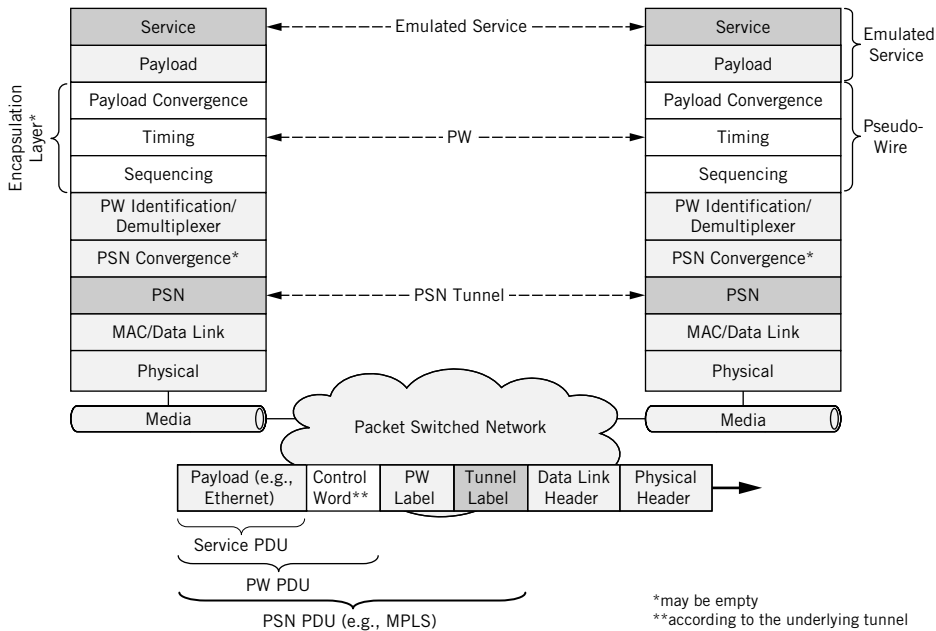 Service
Payload
Encapsulation
Layer*
Payload Convergence
Timing
Sequencing
PW Identification/
Demultiplexer
PSN Convergence*
PSN
MAC/Data Link
Physical
Media
Emulated Service
PW
PSN Tunnel
Service
Payload
Emulated
Service
Payload Convergence
Timing
Sequencing
Pseudo-
Wire
PW Identification/
Demultiplexer
PSN Convergence*
PSN
MAC/Data Link
Physical
Media
Packet Switched Network
Payload (e.g.,
Ethernet)
Control
Word**
PW
Label
Tunnel
Label
Data Link
Header
Physical
Header
Service PDU
PW PDU
PSN PDU (e.g., MPLS)
*may be empty
**according to the underlying tunnel